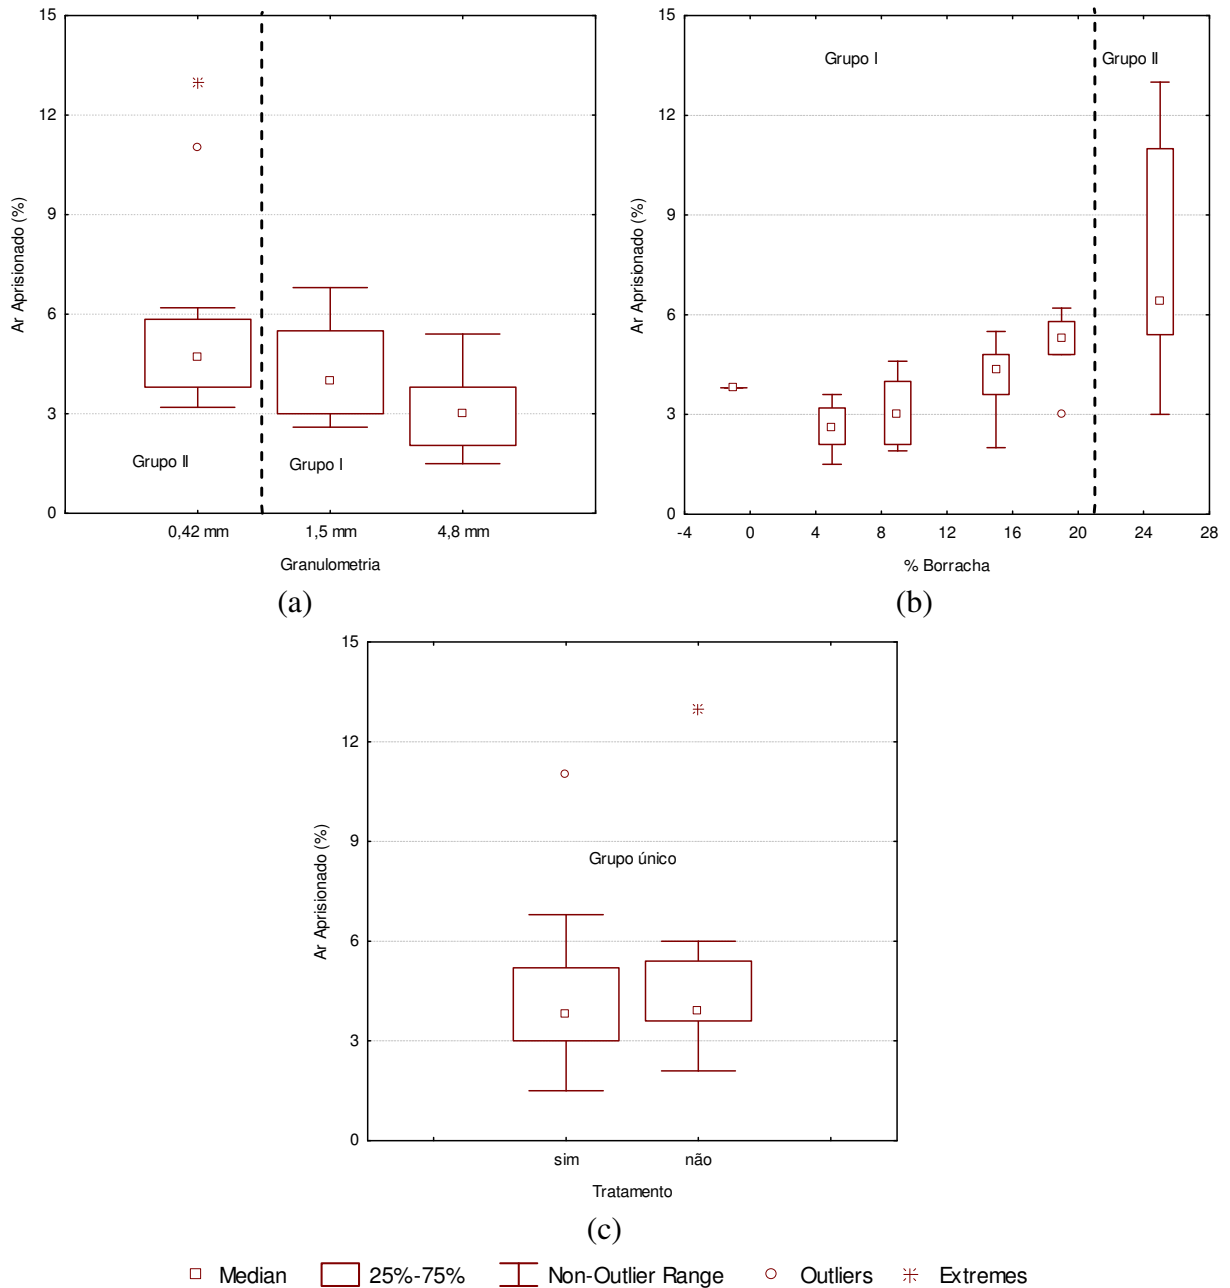 15
12
9
6
3
0
Ar Aprisionado (%)
Grupo II
Grupo I
0,42 mm
1,5 mm
4,8 mm
Granulometria
(a)
15
12
9
6
3
0
Ar Aprisionado (%)
Grupo I
Grupo II
-4 0 4 8 12 16 20 24 28
% Borracha
(b)
15
12
9
6
3
0
Ar Aprisionado (%)
Grupo único
sim
não
Tratamento
(c)
Median 25%-75% Non-Outlier Range Outliers Extremes